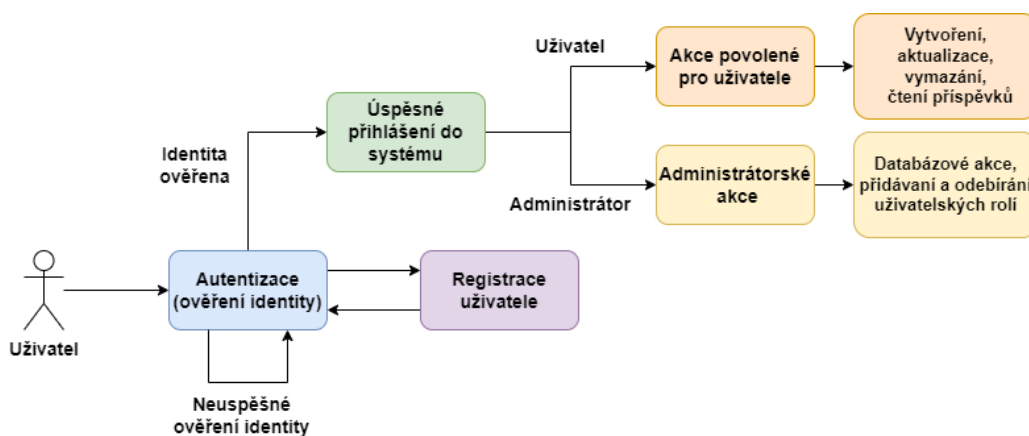 Uživatel
Akce povolené
pro uživatele
Vytvoření,
aktualizace,
vymazání,
čtení příspěvků
Úspěsné
přihlášení do
systému
Identita
ověřena
Administrátor
Administrátorské
akce
Databázové akce,
přidávaní a odebírání
uživatelských rolí
Autentizace
(ověření identity)
Registrace
uživatele
Uživatel
Neuspěšné
ověření identity